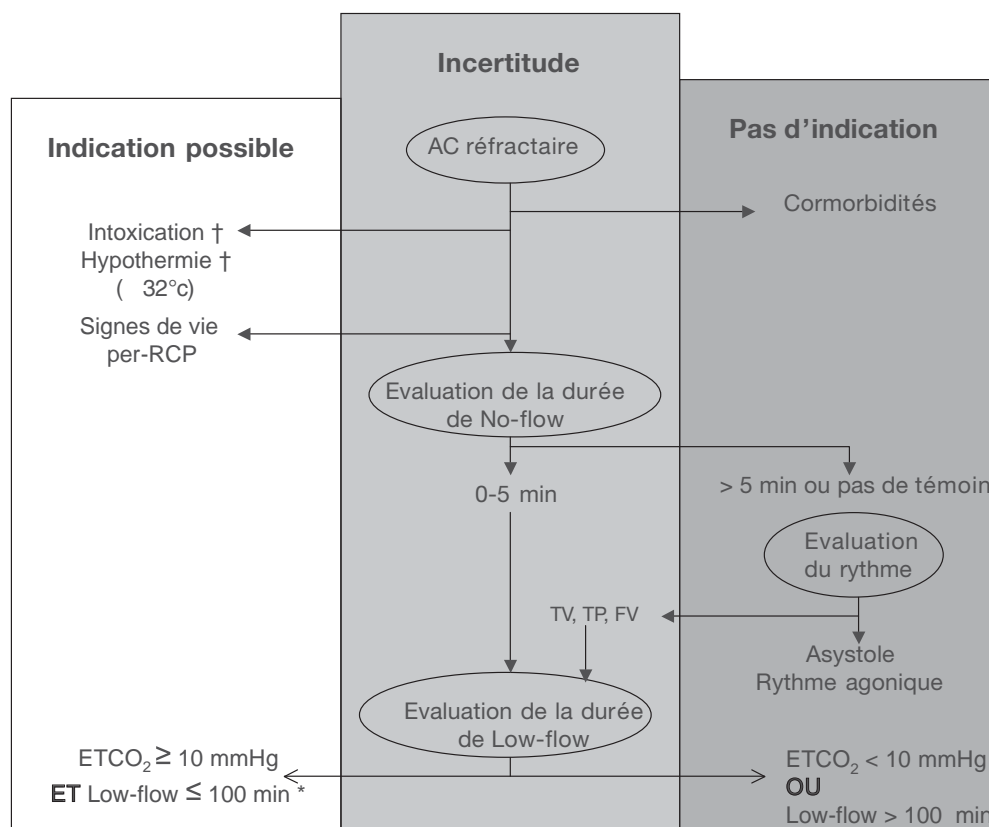 Incertitude
Indication possible
Pas d'indication
AC réfractaire
Cormorbidités
Intoxication †
Hypothermie †
( 32°c)
Signes de vie
per-RCP
Evaluation de la durée
de No-flow
0-5 min
> 5 min ou pas de témoin
Evaluation
du rythme
TV, TP, FV
Asystole
Rythme agonique
Evaluation de la durée
de Low-flow
ETCO₂ ≥ 10 mmHg
ET Low-flow ≤ 100 min *
ETCO₂ < 10 mmHg
OU
Low-flow > 100 min